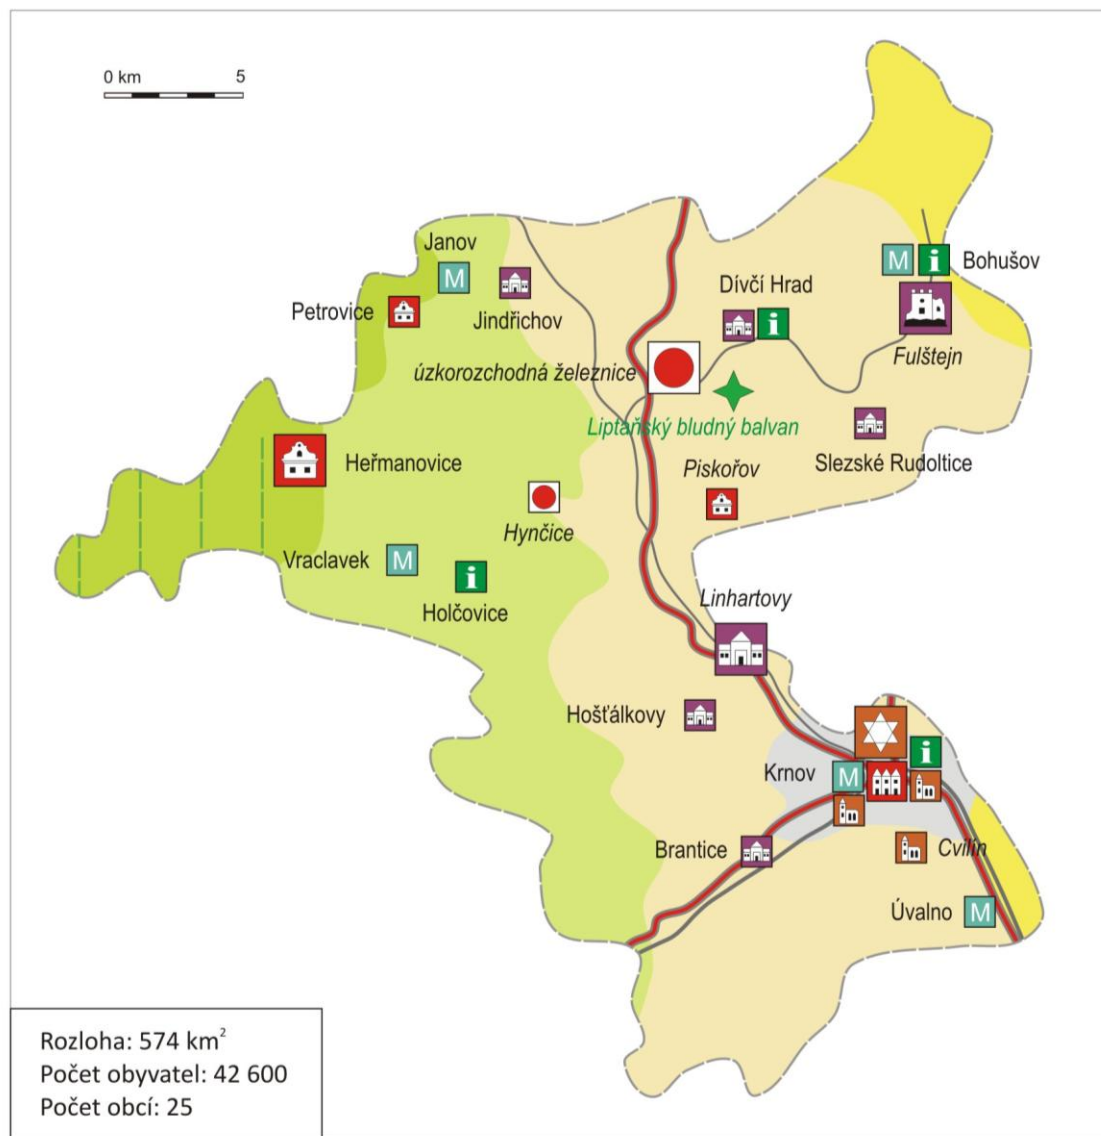 0 km 5
Janov
M
Petrovice
Jindřichov
Dívčí Hrad
i
M
i
Bohušov
Fulštejn
úzkorozchodná železnice
Liptaňský bludný balvan
Slezské Rudoltice
Heřmanovice
Piskořov
Hynčice
Vraclavek
M
i
Holčovice
Linhartovy
Hošťálkovy
i
Krnov
M
Brantice
Cvilín
Úvalno
M
Rozloha: 574 km²
Počet obyvatel: 42 600
Počet obcí: 25